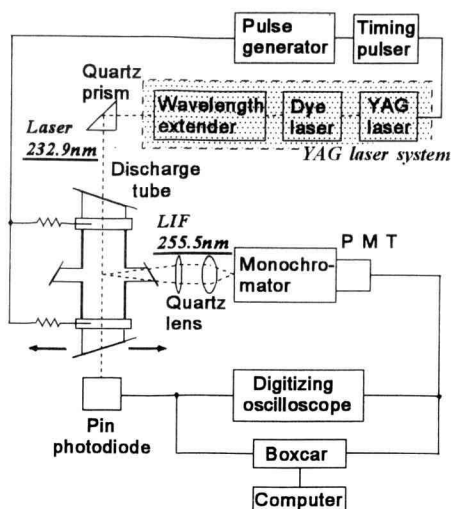 Pulse
generator
Timing
pulser
Quartz
prism
Wavelength
extender
Dye
laser
YAG
laser
YAG laser system
Laser
232.9nm
Discharge
tube
LIF
255.5nm
PMT
Monochro-
mator
Quartz
lens
Digitizing
oscilloscope
Pin
photodiode
Boxcar
Computer